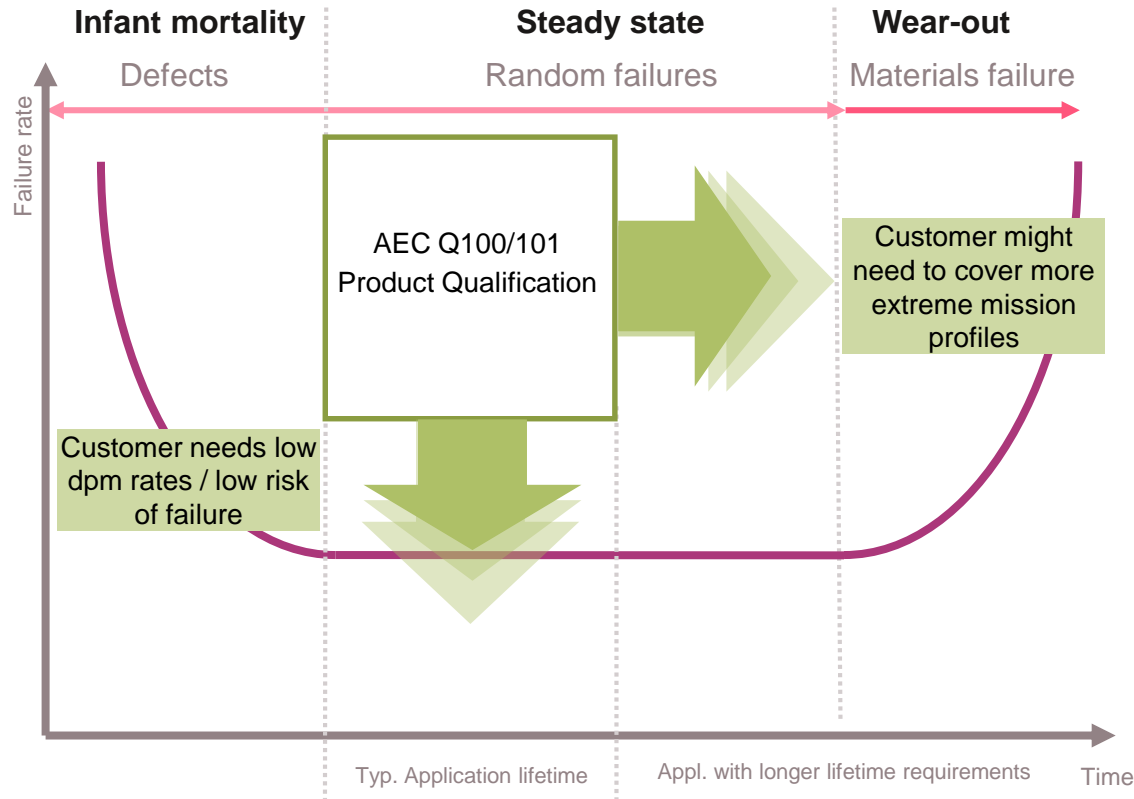 Infant mortality
Steady state
Wear-out
Defects
Random failures
Materials failure
Failure rate
AEC Q100/101
Product Qualification
Customer might
need to cover more
extreme mission
profiles
Customer needs low
dpm rates / low risk
of failure
Typ. Application lifetime
Appl. with longer lifetime requirements
Time